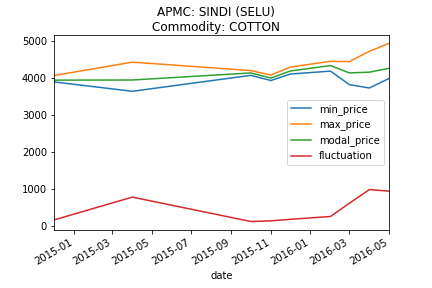 APMC: SINDI (SELU)
Commodity: COTTON
5000
4000
3000
2000
1000
0
min_price
max_price
modal_price
fluctuation
2015-01
2015-03
2015-05
2015-07
2015-09
2015-11
2016-01
2016-03
2016-05
date